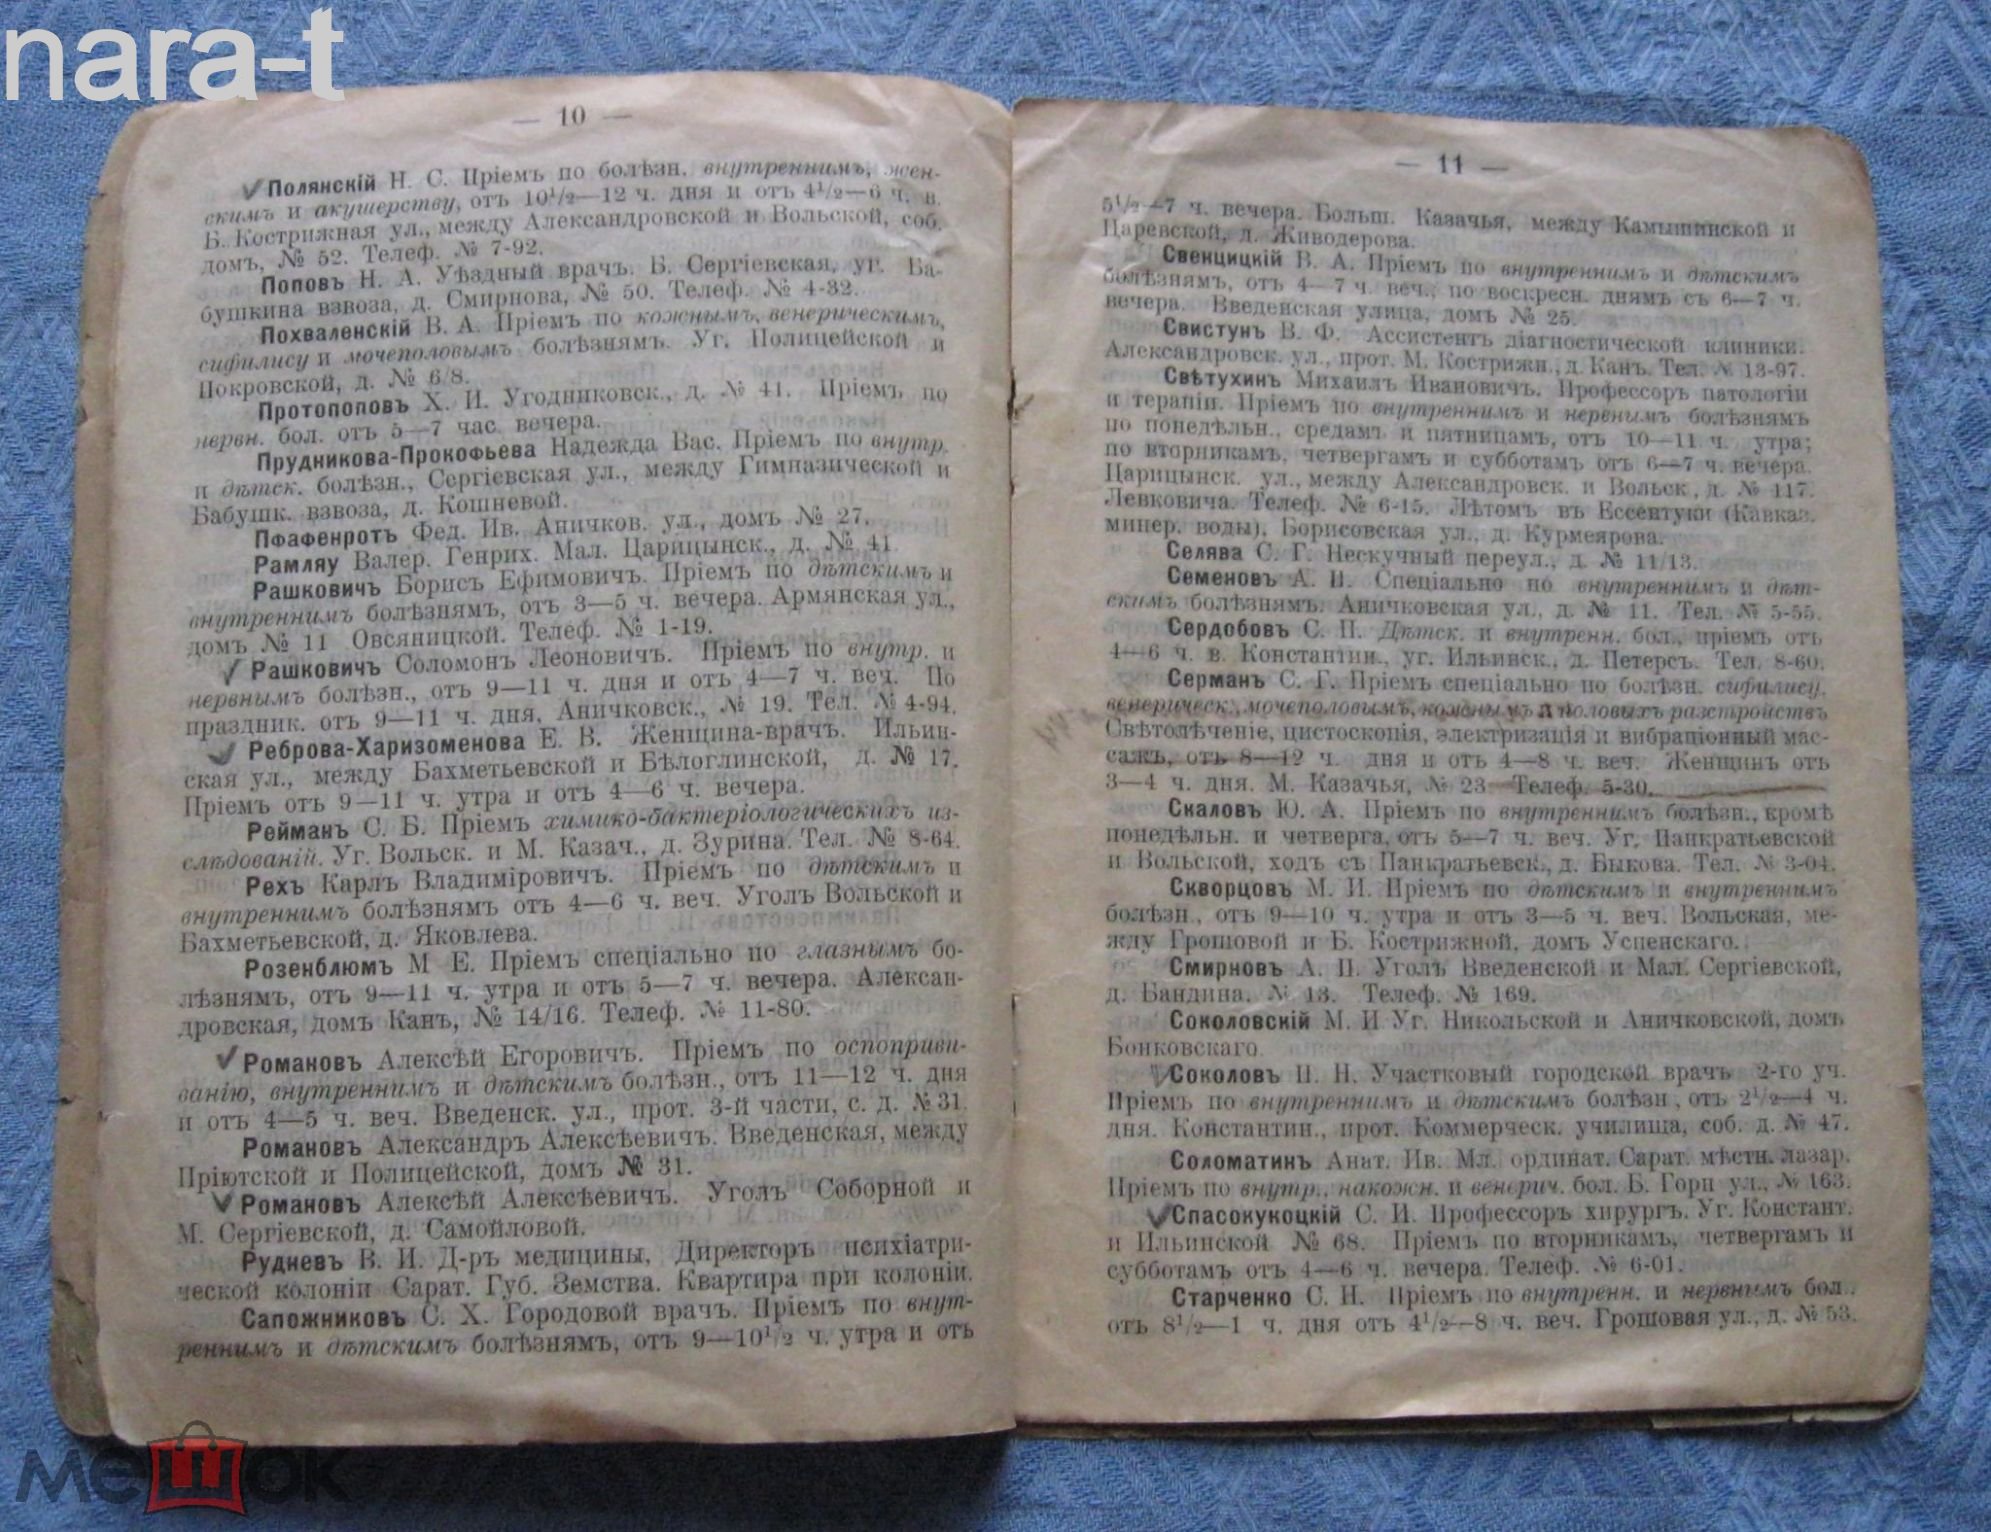 nara-t
— 10 —
Полянскій Н. С. Пріемъ по болѣзн. внутреннимъ, жен-
скимъ и акушерству, отъ 10½—12 ч. дня и отъ 4½—6 ч. в.
Б. Кострижная ул., между Александровской и Вольской, соб.
домъ, № 52. Телеф. № 7-92.
Поповъ Н. А. Уѣздный врачъ. Б. Сергіевская, уг. Ба-
бушкина взвоза, д. Смирнова, № 50. Телеф. № 4-32.
Похваленскій В. А. Пріемъ по кожнымъ, венерическимъ,
сифилису и мочеполовымъ болѣзнямъ. Уг. Полицейской и
Покровской, д. № 6/8.
Протопоповъ Х. И. Угодниковск., д. № 41. Пріемъ по
нервн. бол. отъ 5—7 час. вечера.
Прудникова-Прокофьева Надежда Вас. Пріемъ по внутр.
и дѣтск. болѣзн., Сергіевская ул., между Гимназической и
Бабушк. взвоза, д. Кошневой.
Пфафенротъ Фед. Ив. Аничков. ул., домъ № 27.
Рамляу Валер. Генрих. Мал. Царицынск., д. № 41
Рашковичъ Борисъ Ефимовичъ. Пріемъ по дѣтскимъ и
внутреннимъ болѣзнямъ, отъ 3—5 ч. вечера. Армянская ул.,
домъ № 11 Овсяницкой. Телеф. № 1-19.
Рашковичъ Соломонъ Леоновичъ. Пріемъ по внутр. и
нервнымъ болѣзн., отъ 9—11 ч. дня и отъ 4—7 ч. веч. По
праздник. отъ 9—11 ч. дня, Аничковск., № 19. Тел. № 4-94.
Реброва-Харизоменова Е. В. Женщина-врачъ. Ильин-
ская ул., между Бахметьевской и Бѣлоглинской, д. № 17.
Пріемъ отъ 9—11 ч. утра и отъ 4—6 ч. вечера.
Рейманъ С. Б. Пріемъ химико-бактеріологическихъ из-
слѣдованій. Уг. Вольск. и М. Казач., д. Зурина. Тел. № 8-64.
Рехъ Карлъ Владиміровичъ. Пріемъ по дѣтскимъ и
внутреннимъ болѣзнямъ отъ 4—6 ч. веч. Уголъ Вольской и
Бахметьевской, д. Яковлева.
Розенблюмъ М Е. Пріемъ спеціально по глазнымъ бо-
лѣзнямъ, отъ 9—11 ч. утра и отъ 5—7 ч. вечера. Алексан-
дровская, домъ Канъ, № 14/16. Телеф. № 11-80.
Романовъ Алексѣй Егоровичъ. Пріемъ по оспопривы-
ванію, внутреннимъ и дѣтскимъ болѣзн., отъ 11—12 ч. дня
и отъ 4—5 ч. веч. Введенск. ул., прот. 3-й части, с. д. № 31.
Романовъ Александръ Алексѣевичъ. Введенская, между
Пріютской и Полицейской, домъ № 31.
Романовъ Алексѣй Алексѣевичъ. Уголъ Соборной и
М. Сергіевской, д. Самойловой.
Рудневъ В. И. Д-ръ медицины, Директоръ психіатри-
ческой колоніи Сарат. Губ. Земства. Квартира при колоніи.
Сапожниковъ С. Х. Городовой врачъ. Пріемъ по внут-
реннимъ и дѣтскимъ болѣзнямъ, отъ 9—10½ ч. утра и отъ
— 11 —
5½—7 ч. вечера. Больш. Казачья, между Камышинской и
Царевской, д. Живодерова.
Свенцицкій В. А. Пріемъ по внутреннимъ и дѣтскимъ
болѣзнямъ, отъ 4—7 ч. веч., по воскресн. днямъ съ 6—7 ч.
вечера. Введенская улица, домъ № 25.
Свистунъ В. Ф. Ассистентъ діагностической клиники.
Александровск. ул., прот. М. Кострижн., д. Канъ. Тел. № 13-97.
Свѣтухинъ Михаилъ Ивановичъ. Профессоръ патологіи
и терапіи. Пріемъ по внутреннимъ и нервнымъ болѣзнямъ
по понедѣльн., средамъ и пятницамъ, отъ 10—11 ч. утра;
по вторникамъ, четвергамъ и субботамъ отъ 6—7 ч. вечера.
Царицынск. ул., между Александровск. и Вольск., д. № 117.
Левковича. Телеф. № 6-15. Лѣтомъ въ Ессентуки (Кавказ.
минер. воды). Борисовская ул., д. Курмеярова.
Селява С. Г. Нескучный переул., д. № 11/13.
Семеновъ А. П. Спеціально по внутреннимъ и дѣт-
скимъ болѣзнямъ. Аничковская ул., д. № 11. Тел. № 5-55.
Сердобовъ С. П. Дѣтск. и внутренн. бол., пріемъ отъ
4—6 ч. в. Константин., уг. Ильинск., д. Петерсъ. Тел. 8-60.
Серманъ С. Г. Пріемъ спеціально по болѣзн. сифилису,
венерическ., мочеполовымъ, кожнымъ и половыхъ разстройствъ
Свѣтолѣченіе, цистоскопія, электризація и вибраціонный мас-
сажъ, отъ 8—12 ч. дня и отъ 4—8 ч. веч. Женщинъ отъ
3—4 ч. дня. М. Казачья, № 23 Телеф. 5-30.
Скаловъ Ю. А. Пріемъ по внутреннимъ болѣзн., кромѣ
понедѣльн. и четверга, отъ 5—7 ч. веч. Уг. Панкратьевской
и Вольской, ходъ съ Панкратьевск., д. Быкова. Тел. № 3-04.
Скворцовъ М. И. Пріемъ по дѣтскимъ и внутреннимъ
болѣзн., отъ 9—10 ч. утра и отъ 3—5 ч. веч. Вольская, ме-
жду Грошовой и Б. Кострижной, домъ Успенскаго.
Смирновъ А. П. Уголъ Введенской и Мал. Сергіевской,
д. Бандина, № 13. Телеф. № 169.
Соколовскій М. И Уг. Никольской и Аничковской, домъ
Бонковскаго
Соколовъ П. Н. Участковый городской врачъ 2-го уч.
Пріемъ по внутреннимъ и дѣтскимъ болѣзн., отъ 2½—4 ч.
дня. Константин., прот. Коммерческ. училища, соб. д. № 47.
Соломатинъ Анат. Ив. Мл. ординат. Сарат. мѣстн. лазар.
Пріемъ по внутр., накожн. и венерич. бол. Б. Горн ул., № 163.
Спасокукоцкій С. И. Профессоръ хирургъ. Уг. Констант.
и Ильинской № 68. Пріемъ по вторникамъ, четвергамъ и
субботамъ отъ 4—6 ч. вечера. Телеф. № 6-01.
Старченко С. Н. Пріемъ по внутренн. и нервнымъ бол..
отъ 8½—1 ч. дня отъ 4½—8 ч. веч. Грошовая ул., д. № 53.
мешок